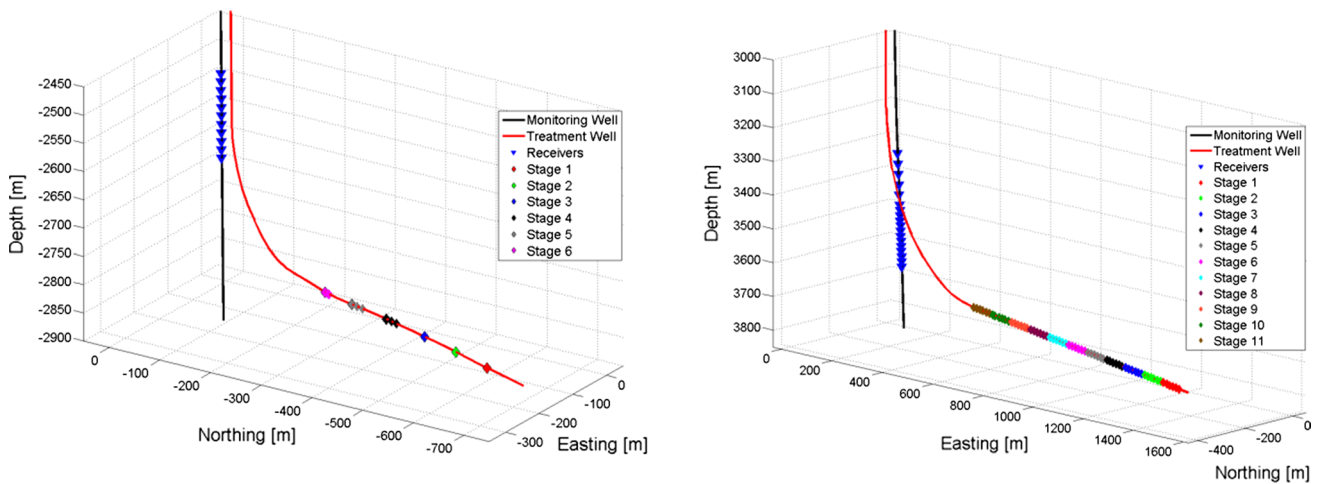 -2450
-2500
-2550
-2600
-2650
-2700
-2750
-2800
-2850
-2900
Depth [m]
0
-100
-200
-300
-400
-500
-600
-700
Northing [m]
-300
-200
-100
0
Easting [m]
Monitoring Well
Treatment Well
Receivers
Stage 1
Stage 2
Stage 3
Stage 4
Stage 5
Stage 6
3000
3100
3200
3300
3400
3500
3600
3700
3800
Depth [m]
0
200
400
600
800
1000
1200
1400
1600
Easting [m]
-400
-200
0
Northing [m]
Monitoring Well
Treatment Well
Receivers
Stage 1
Stage 2
Stage 3
Stage 4
Stage 5
Stage 6
Stage 7
Stage 8
Stage 9
Stage 10
Stage 11